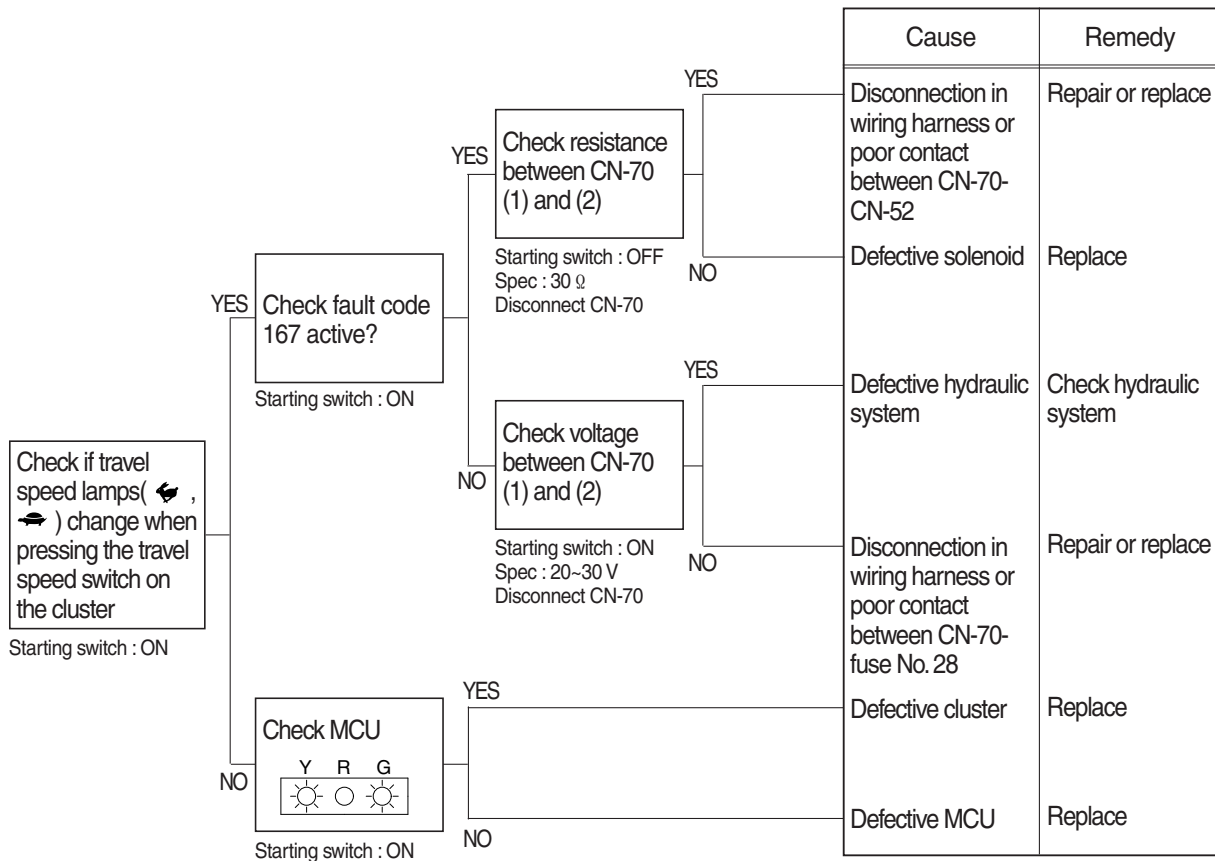 Cause
Remedy
YES
Disconnection in
wiring harness or
poor contact
between CN-70-
CN-52
Repair or replace
YES
Check resistance
between CN-70
(1) and (2)
Starting switch : OFF
Spec : 30 Ω
Disconnect CN-70
NO
Defective solenoid
Replace
YES
Check fault code
167 active?
Starting switch : ON
YES
Defective hydraulic
system
Check hydraulic
system
NO
Check voltage
between CN-70
(1) and (2)
Starting switch : ON
Spec : 20~30 V
Disconnect CN-70
NO
Disconnection in
wiring harness or
poor contact
between CN-70-
fuse No. 28
Repair or replace
Check if travel
speed lamps( ,
) change when
pressing the travel
speed switch on
the cluster
Starting switch : ON
YES
Defective cluster
Replace
NO
Check MCU
Y R G
Starting switch : ON
NO
Defective MCU
Replace